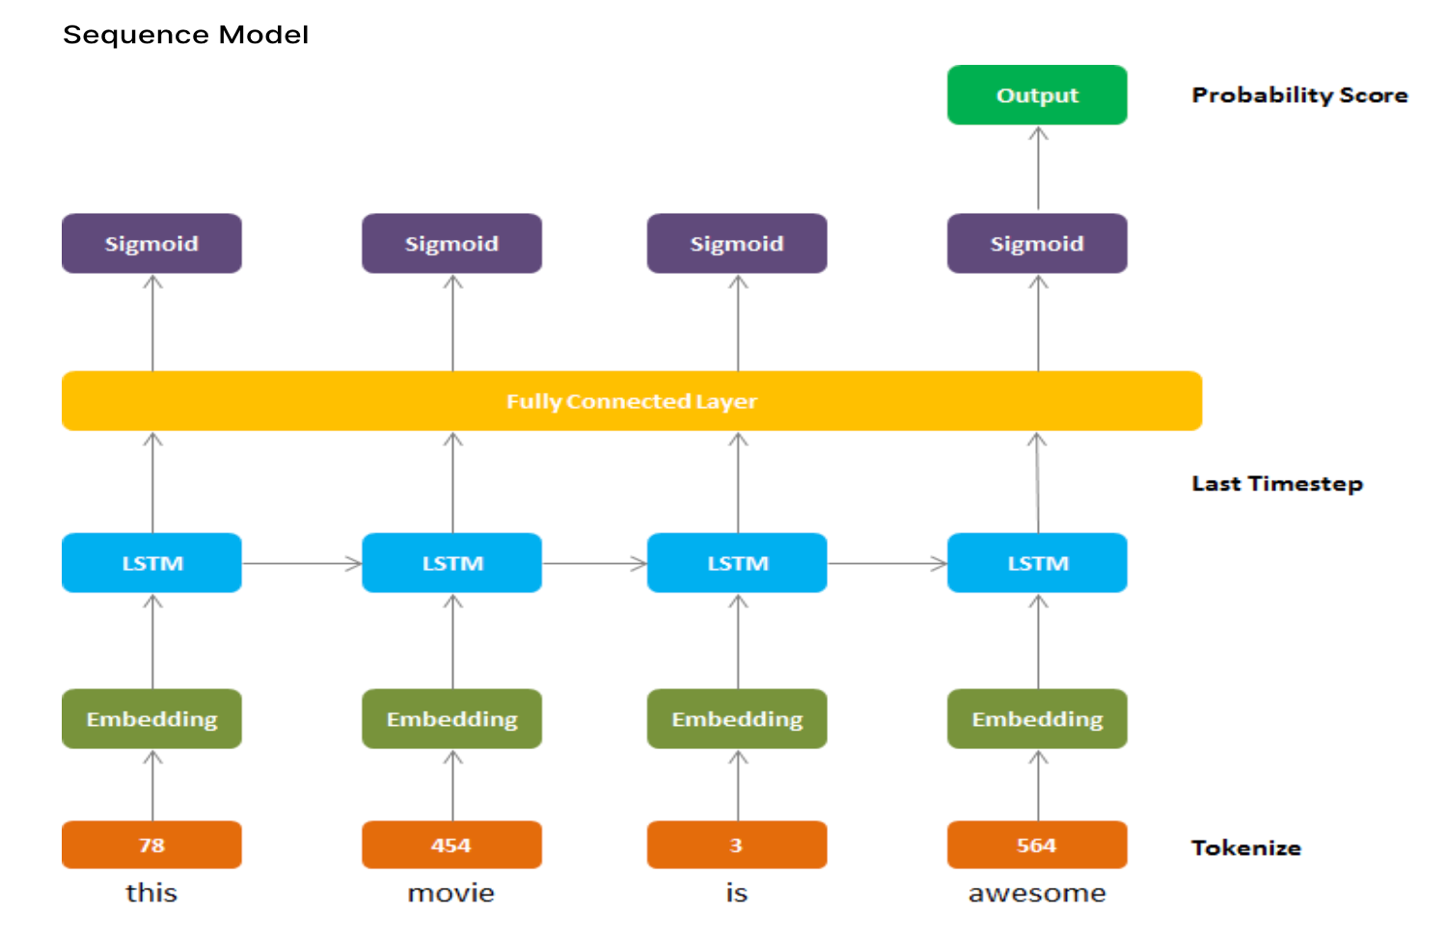 Sequence Model
Output
Probability Score
Sigmoid
Sigmoid
Sigmoid
Sigmoid
Fully Connected Layer
Last Timestep
LSTM
LSTM
LSTM
LSTM
Embedding
Embedding
Embedding
Embedding
78
454
3
564
Tokenize
this
movie
is
awesome